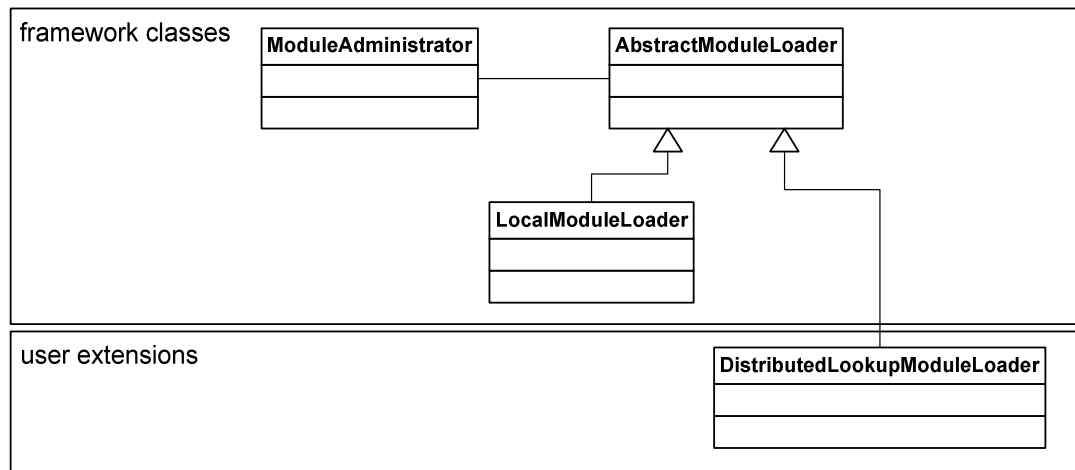 framework classes
ModuleAdministrator
AbstractModuleLoader
LocalModuleLoader
user extensions
DistributedLookupModuleLoader